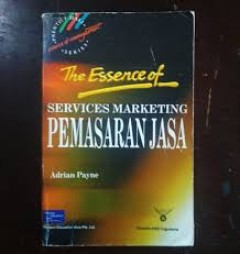 The Essence of
SERVICES MARKETING
PEMASARAN JASA
Adrian Payne